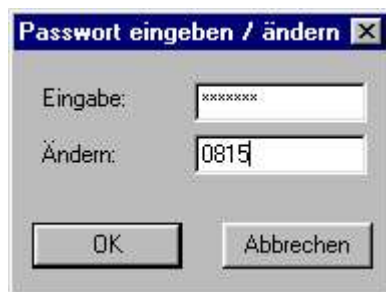 Passwort eingeben / ändern
Eingabe: *******
Ändern: 0815
OK Abbrechen